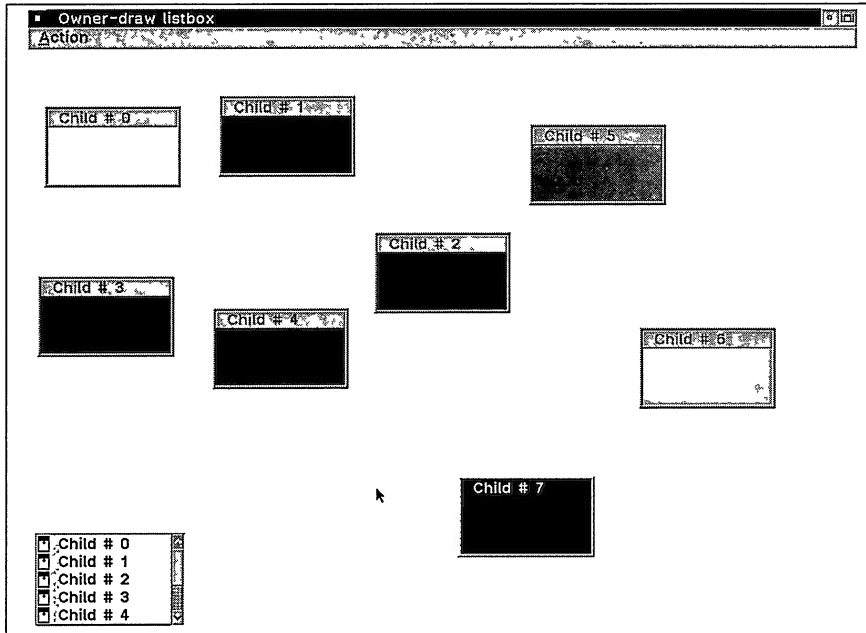 Owner-draw listbox
Action
Child # 0
Child # 1
Child # 5
Child # 2
Child # 3
Child # 4
Child # 6
Child # 7
Child # 0
Child # 1
Child # 2
Child # 3
Child # 4